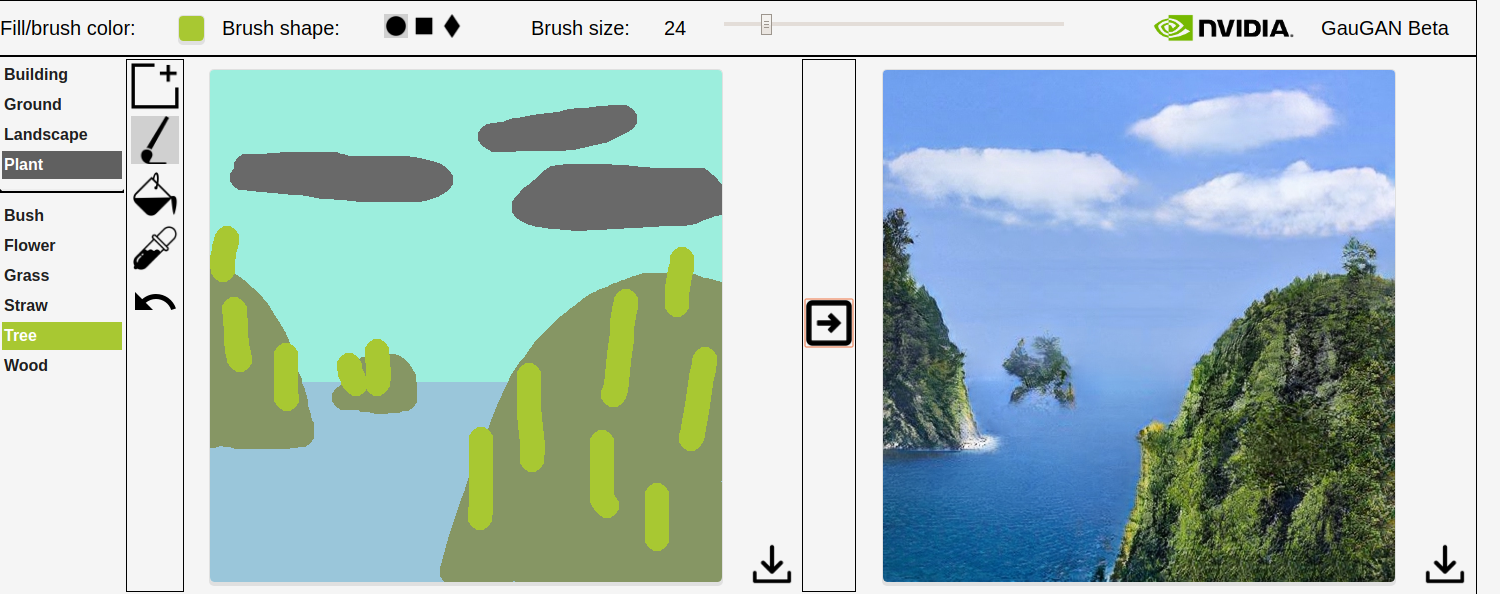 Fill/brush color: Brush shape: Brush size: 24 NVIDIA. GauGAN Beta
Building
Ground
Landscape
Plant
Bush
Flower
Grass
Straw
Tree
Wood